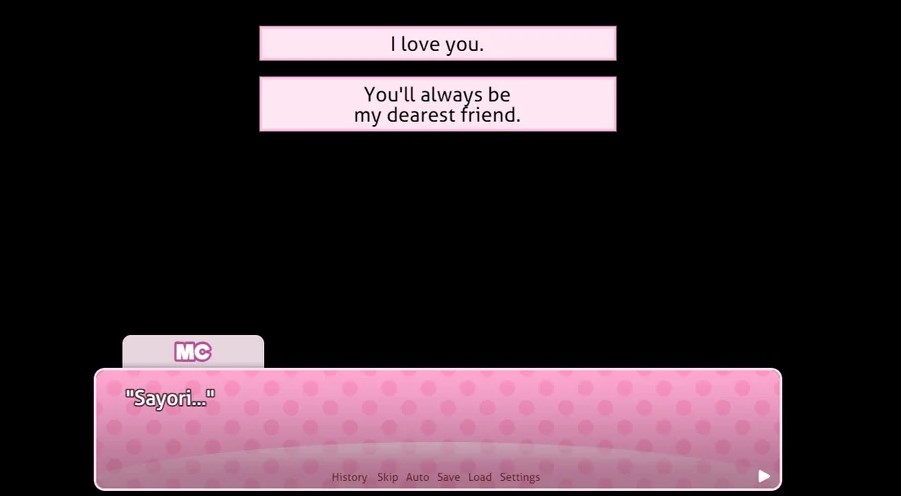 I love you.
You'll always be
my dearest friend.
MC
"Sayori..."
History Skip Auto Save Load Settings